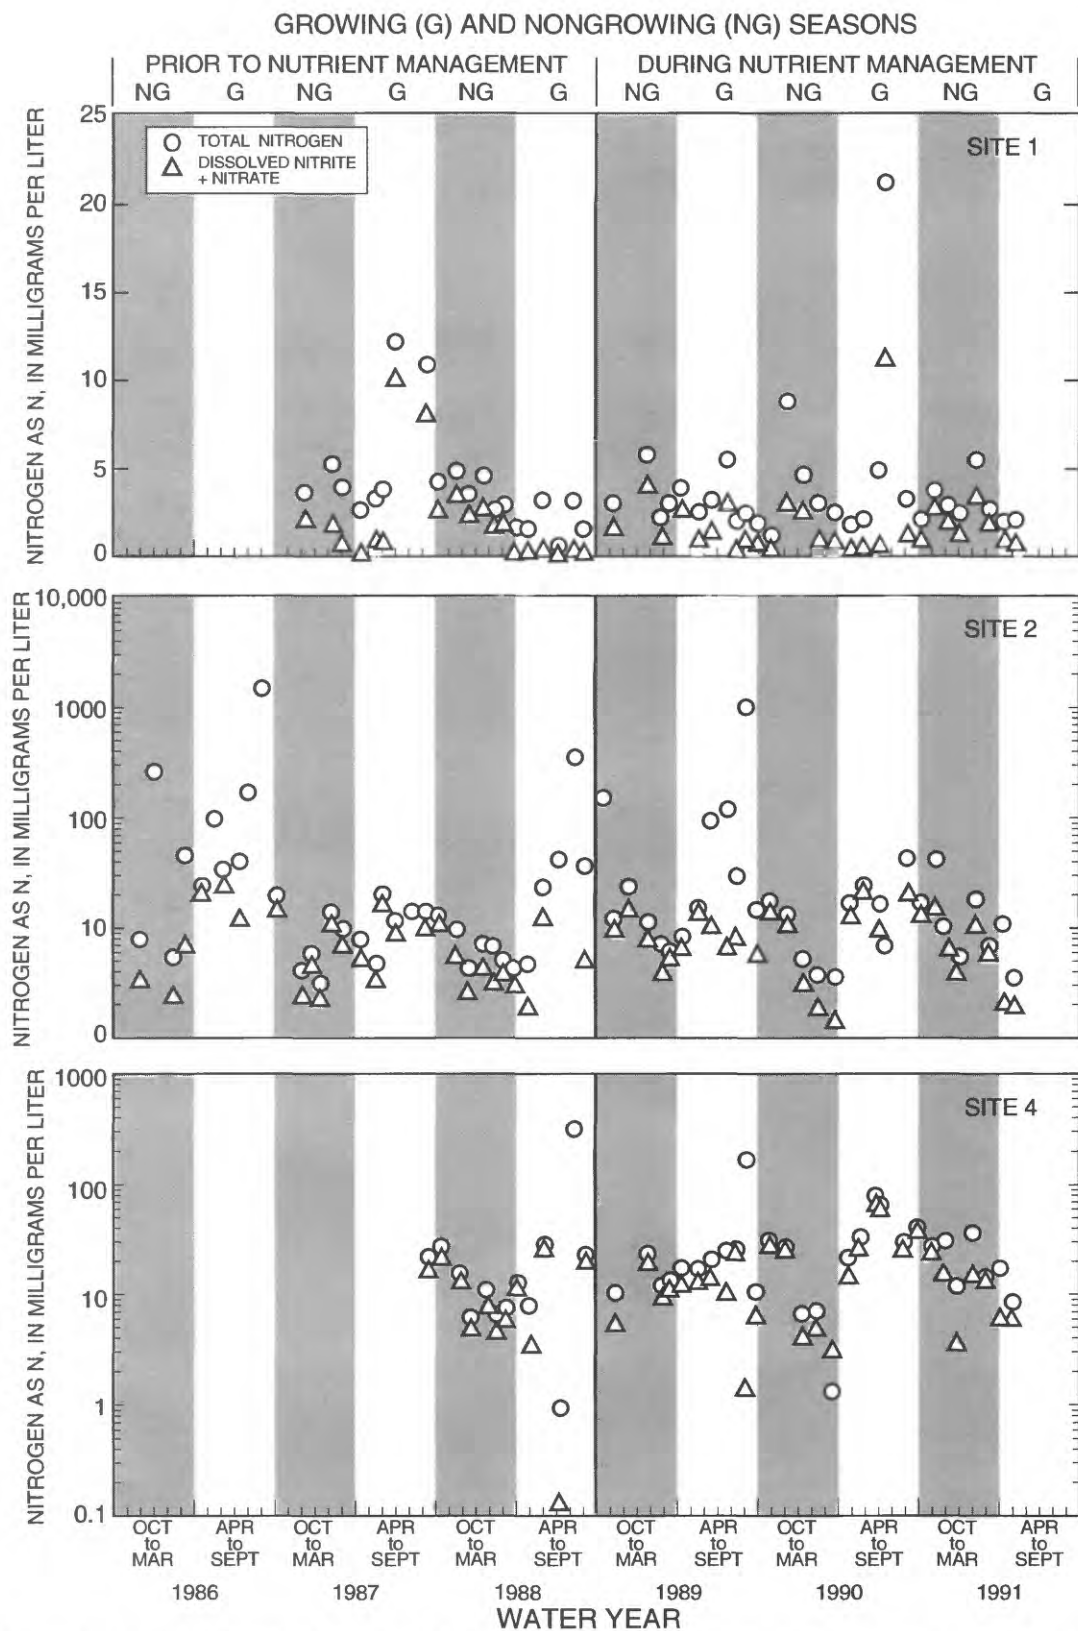 GROWING (G) AND NONGROWING (NG) SEASONS
PRIOR TO NUTRIENT MANAGEMENT DURING NUTRIENT MANAGEMENT
NG G NG G NG G NG G NG G NG G
NITROGEN AS N, IN MILLIGRAMS PER LITER
25
20
15
10
5
0
TOTAL NITROGEN
DISSOLVED NITRITE
+ NITRATE
SITE 1
NITROGEN AS N, IN MILLIGRAMS PER LITER
10,000
1000
100
10
0
SITE 2
NITROGEN AS N, IN MILLIGRAMS PER LITER
1000
100
10
1
0.1
SITE 4
OCT APR OCT APR OCT APR OCT APR OCT APR OCT APR
to to to to to to to to to to to to
MAR SEPT MAR SEPT MAR SEPT MAR SEPT MAR SEPT MAR SEPT
1986 1987 1988 1989 1990 1991
WATER YEAR